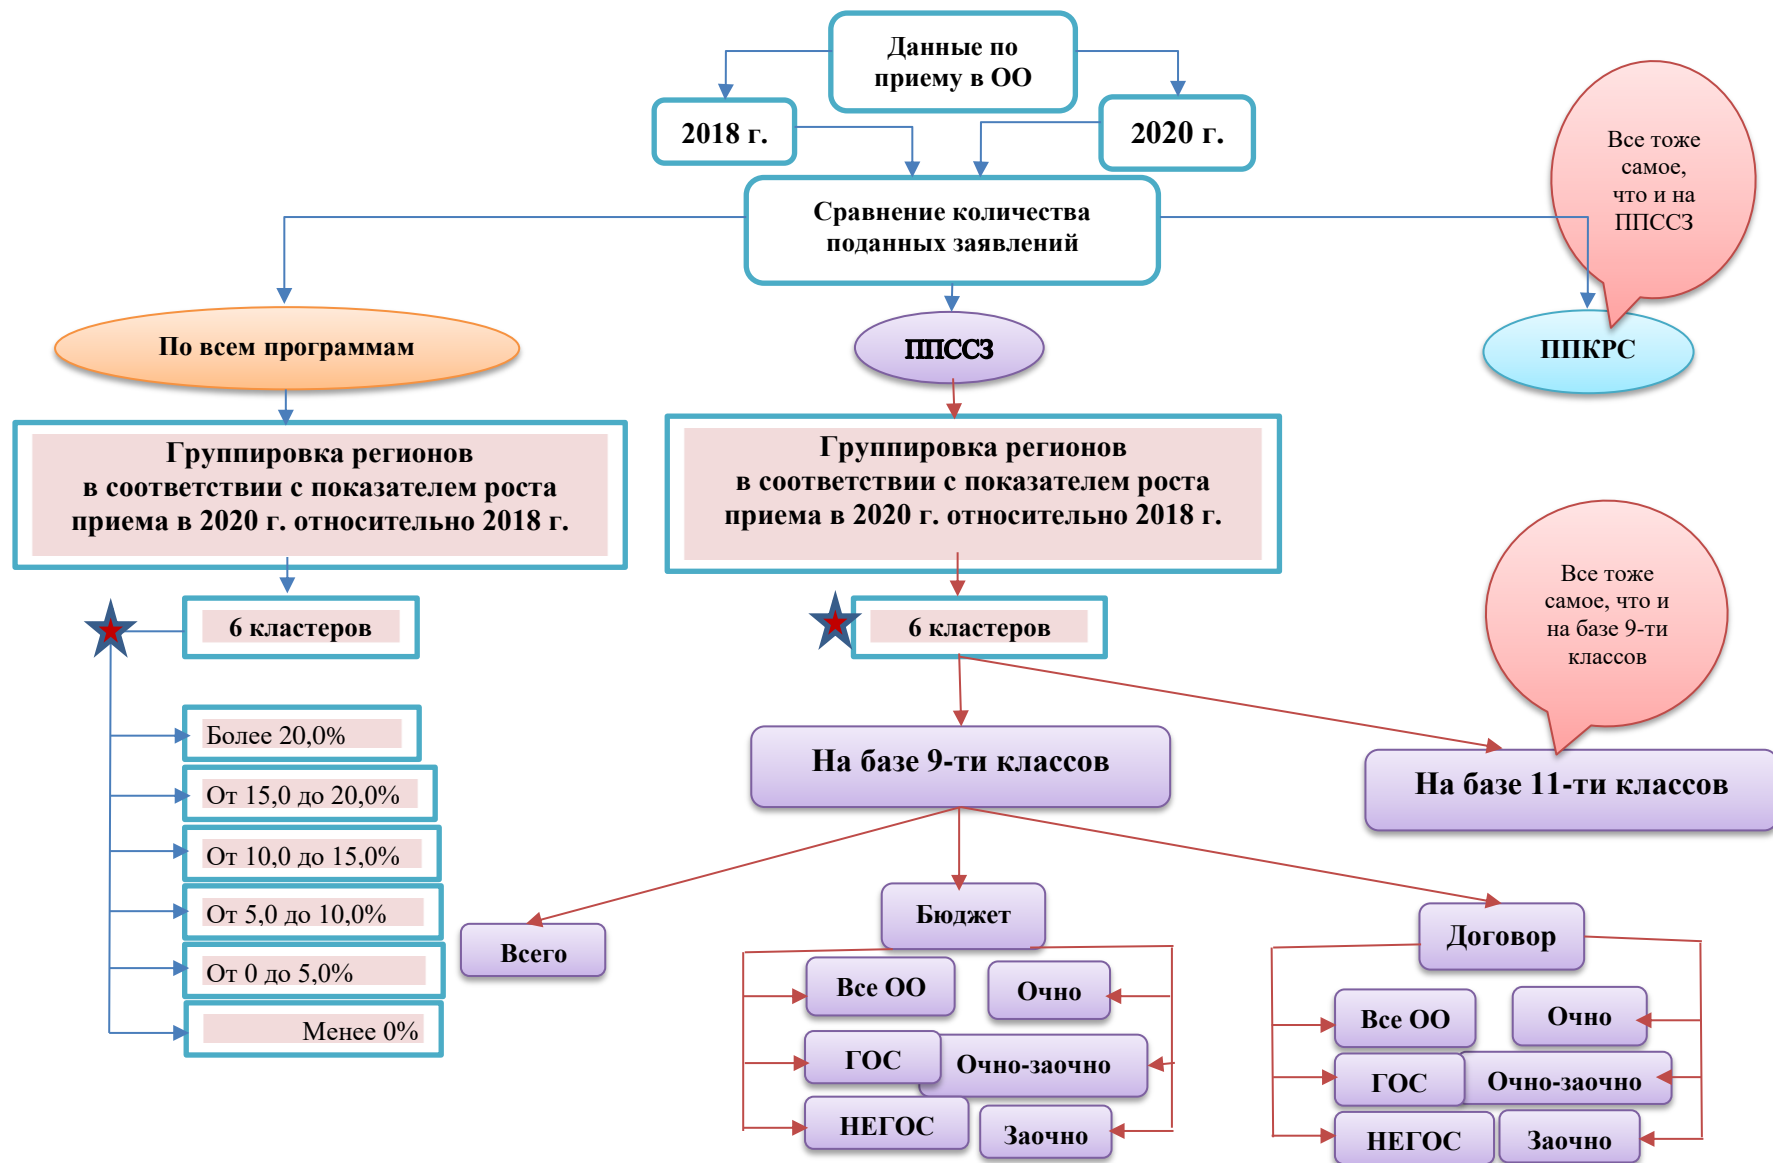 Данные по
приему в ОО
2018 г.
2020 г.
Сравнение количества
поданных заявлений
Все тоже
самое,
что и на
ППССЗ
По всем программам
ППССЗ
ППКРС
Группировка регионов
в соответствии с показателем роста
приема в 2020 г. относительно 2018 г.
Группировка регионов
в соответствии с показателем роста
приема в 2020 г. относительно 2018 г.
6 кластеров
6 кластеров
Все тоже
самое, что и
на базе 9-ти
классов
Более 20,0%
От 15,0 до 20,0%
От 10,0 до 15,0%
От 5,0 до 10,0%
От 0 до 5,0%
Менее 0%
На базе 9-ти классов
На базе 11-ти классов
Всего
Бюджет
Все ОО
Очно
ГОС
Очно-заочно
НЕГОС
Заочно
Договор
Все ОО
Очно
ГОС
Очно-заочно
НЕГОС
Заочно